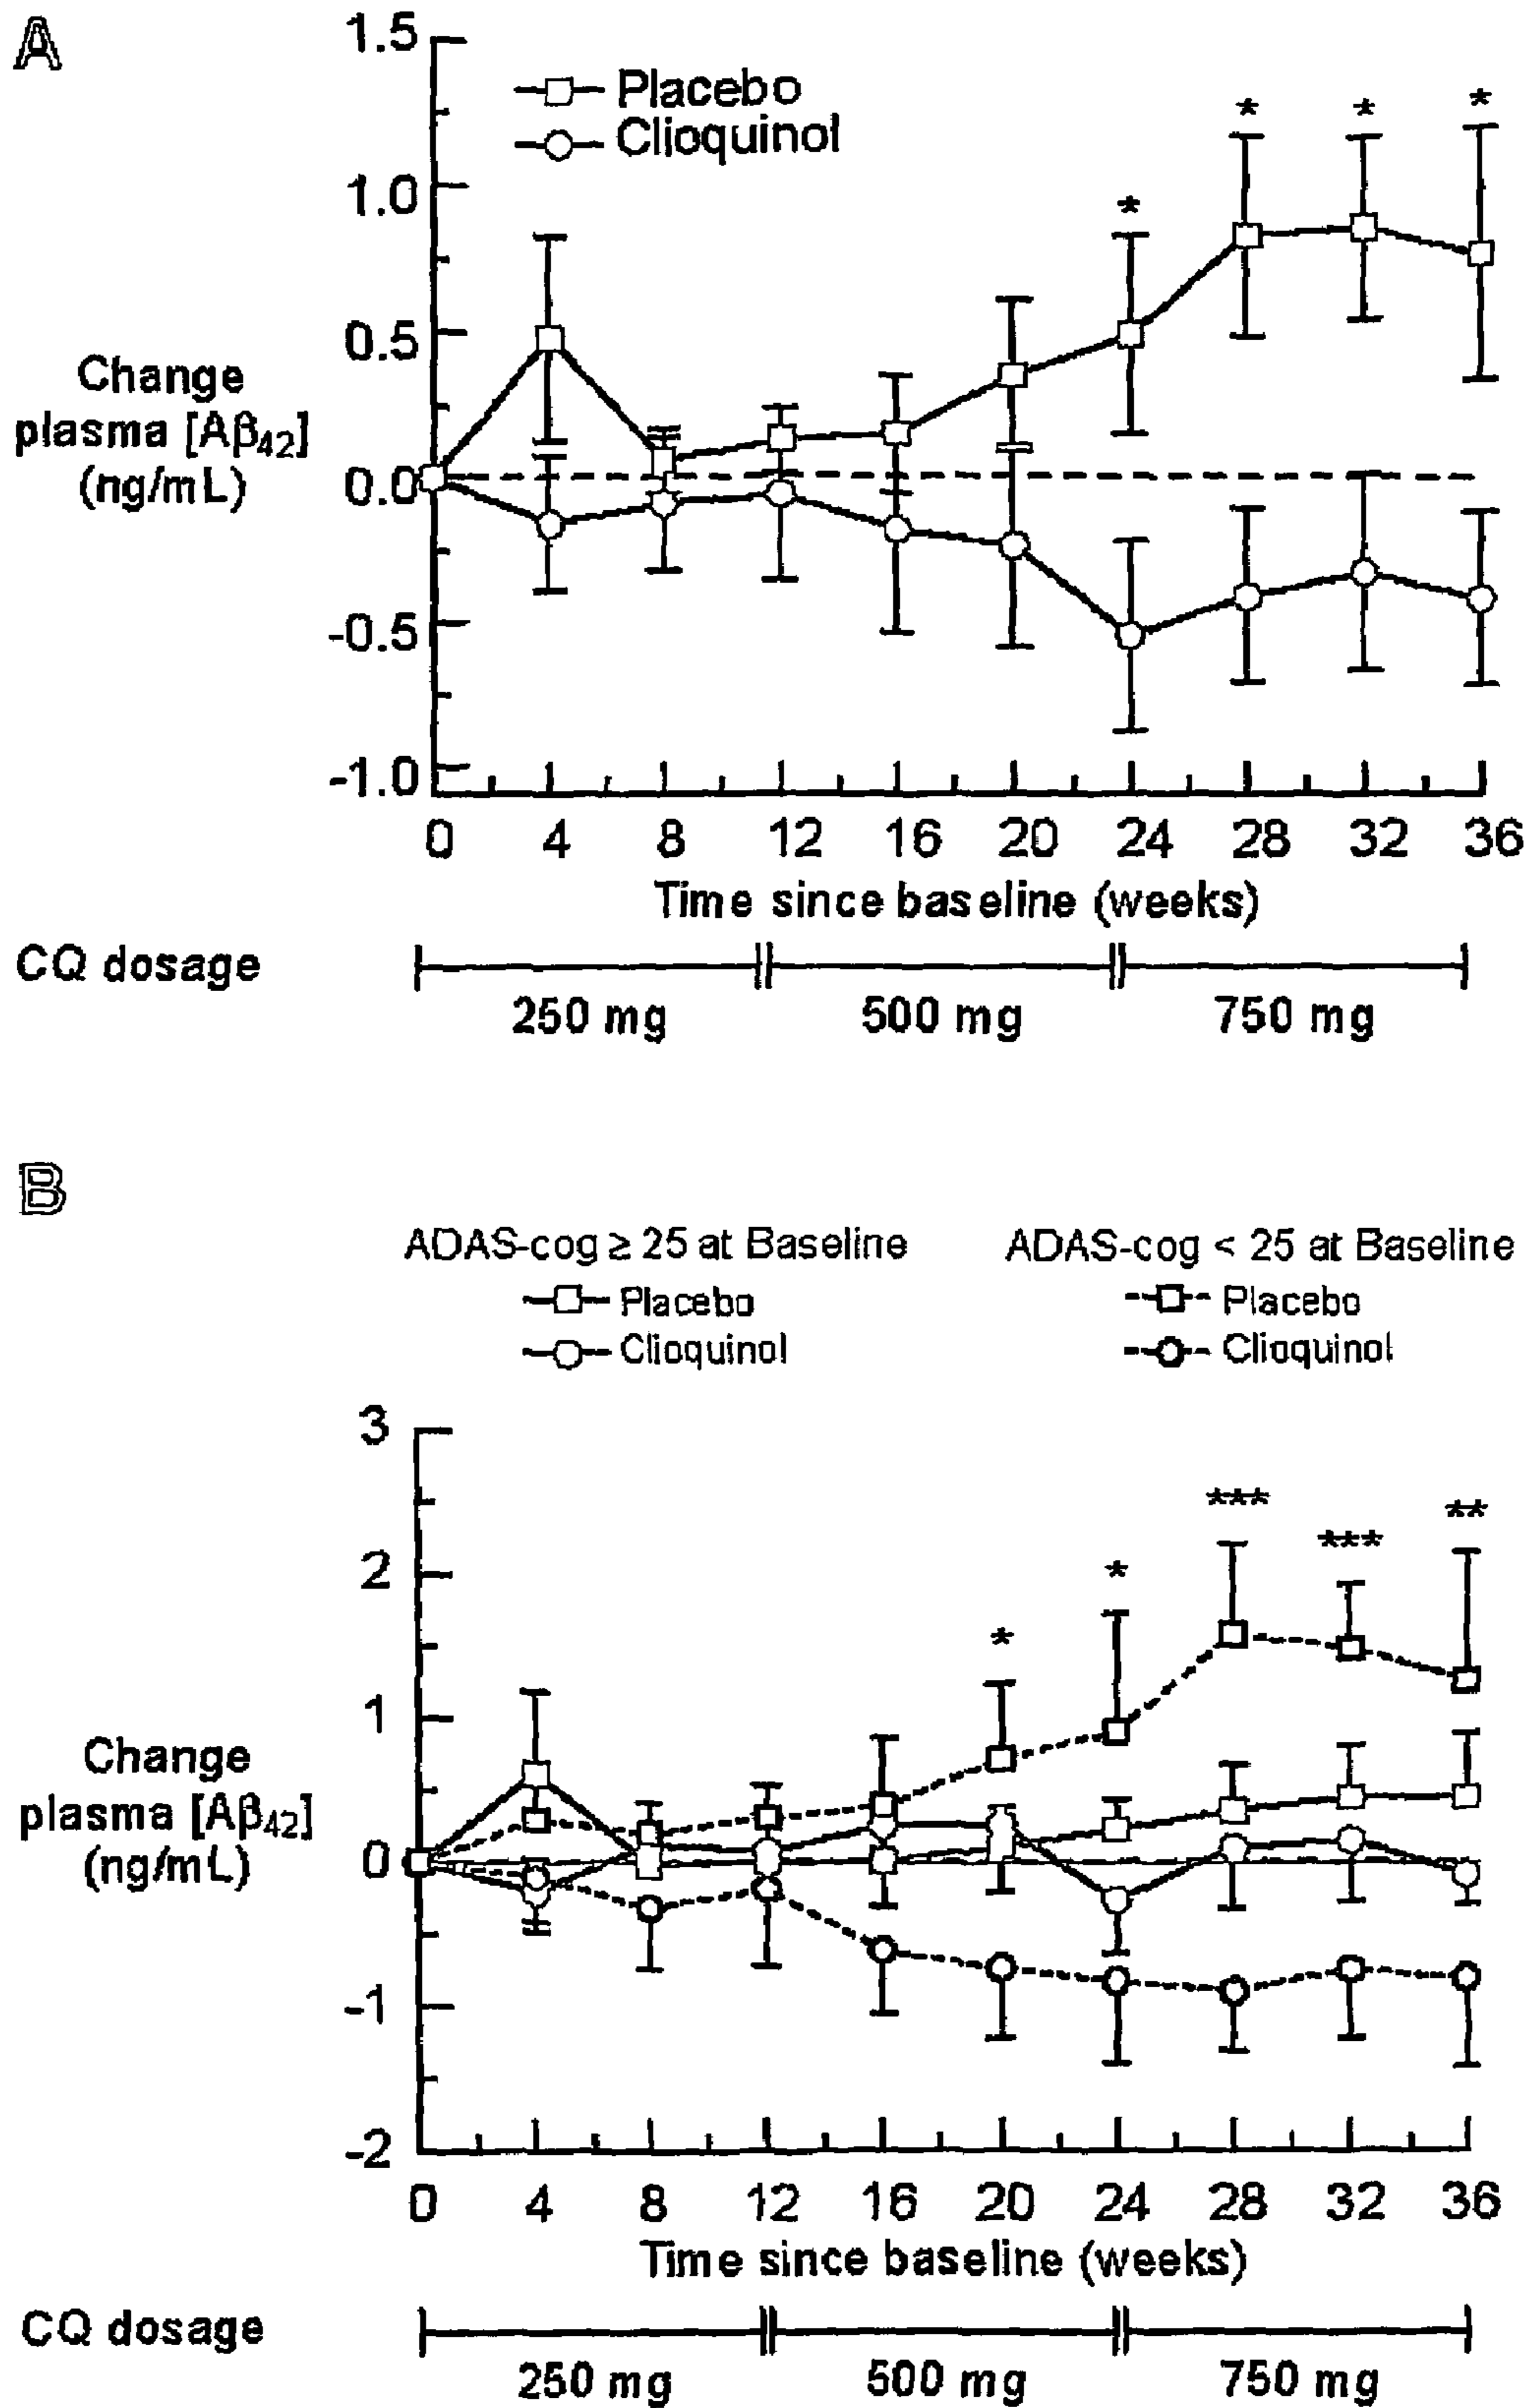 A
1.5
Placebo
Clioquinol
* * * *
1.0
0.5
Change
plasma [Aβ₄₂]
(ng/mL)
0.0
-0.5
-1.0
0 4 8 12 16 20 24 28 32 36
Time since baseline (weeks)
CQ dosage
250 mg 500 mg 750 mg
B
ADAS-cog ≥ 25 at Baseline ADAS-cog < 25 at Baseline
Placebo Placebo
Clioquinol Clioquinol
3
* * *** *** **
2
1
Change
plasma [Aβ₄₂]
(ng/mL)
0
-1
-2
0 4 8 12 16 20 24 28 32 36
Time since baseline (weeks)
CQ dosage
250 mg 500 mg 750 mg